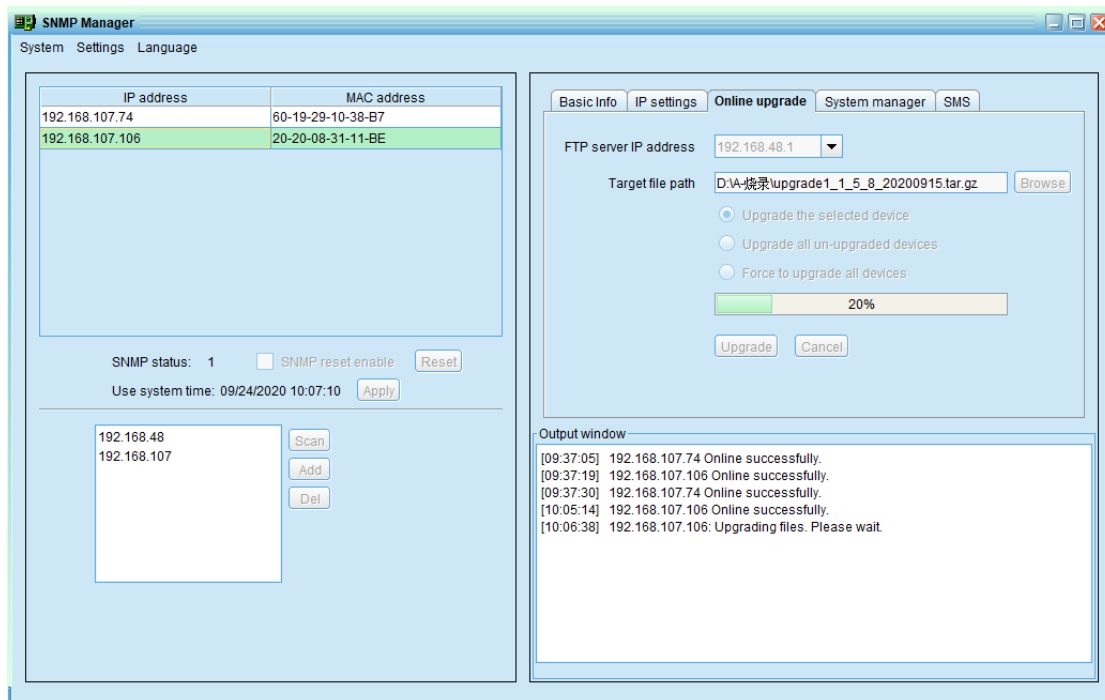 SNMP Manager
System Settings Language
IP address MAC address
192.168.107.74 60-19-29-10-38-B7
192.168.107.106 20-20-08-31-11-BE
SNMP status: 1 SNMP reset enable Reset
Use system time: 09/24/2020 10:07:10 Apply
192.168.48
192.168.107
Scan
Add
Del
Basic Info IP settings Online upgrade System manager SMS
FTP server IP address 192.168.48.1
Target file path D:\A-烧录\upgrade1_1_5_8_20200915.tar.gz Browse
Upgrade the selected device
Upgrade all un-upgraded devices
Force to upgrade all devices
20%
Upgrade Cancel
Output window
[09:37:05] 192.168.107.74 Online successfully.
[09:37:19] 192.168.107.106 Online successfully.
[09:37:30] 192.168.107.74 Online successfully.
[10:05:14] 192.168.107.106 Online successfully.
[10:06:38] 192.168.107.106: Upgrading files. Please wait.